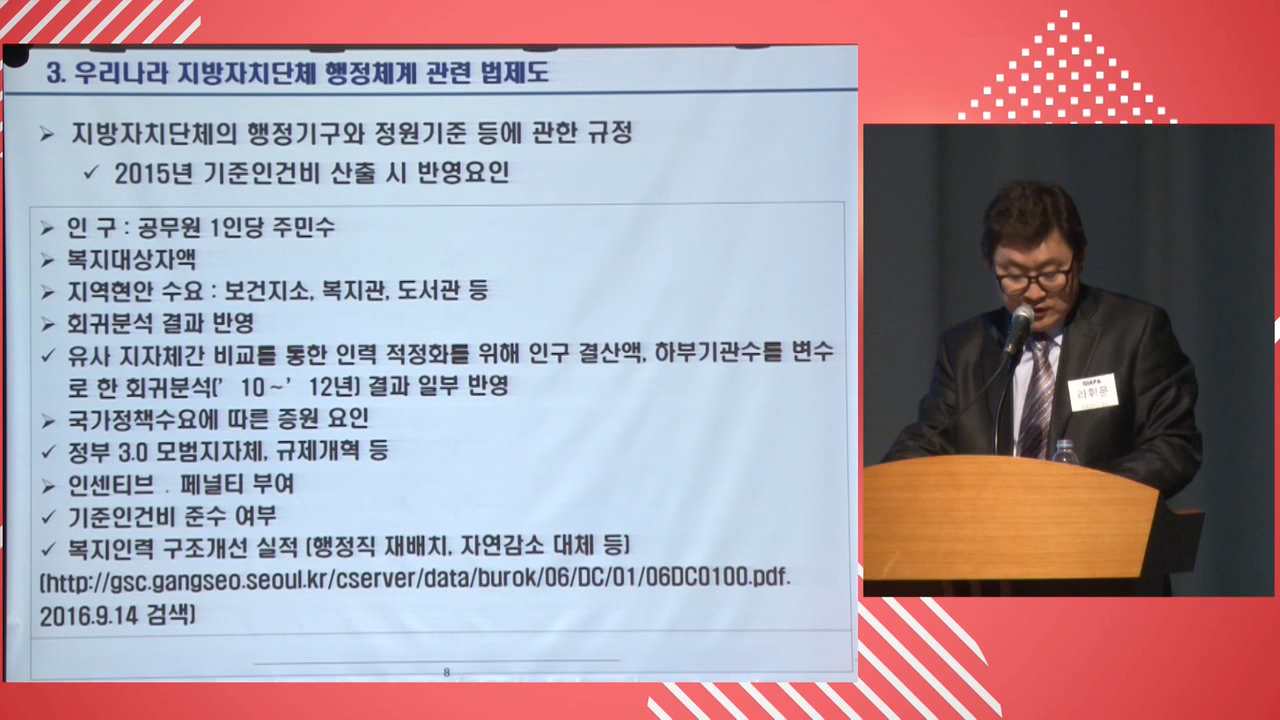 3. 우리나라 지방자치단체 행정체계 관련 법제도
➢ 지방자치단체의 행정기구와 정원기준 등에 관한 규정
✓ 2015년 기준인건비 산출 시 반영요인
➢ 인 구 : 공무원 1인당 주민수
➢ 복지대상자액
➢ 지역현안 수요 : 보건지소, 복지관, 도서관 등
➢ 회귀분석 결과 반영
✓ 유사 지자체간 비교를 통한 인력 적정화를 위해 인구 결산액, 하부기관수를 변수
로 한 회귀분석(’ 10～’ 12년) 결과 일부 반영
➢ 국가정책수요에 따른 증원 요인
✓ 정부 3.0 모범지자체, 규제개혁 등
➢ 인센티브 . 페널티 부여
✓ 기준인건비 준수 여부
✓ 복지인력 구조개선 실적 (행정직 재배치, 자연감소 대체 등)
(http://gsc.gangseo.seoul.kr/cserver/data/burok/06/DC/01/06DC0100.pdf.
2016.9.14 검색)
8
라휘문